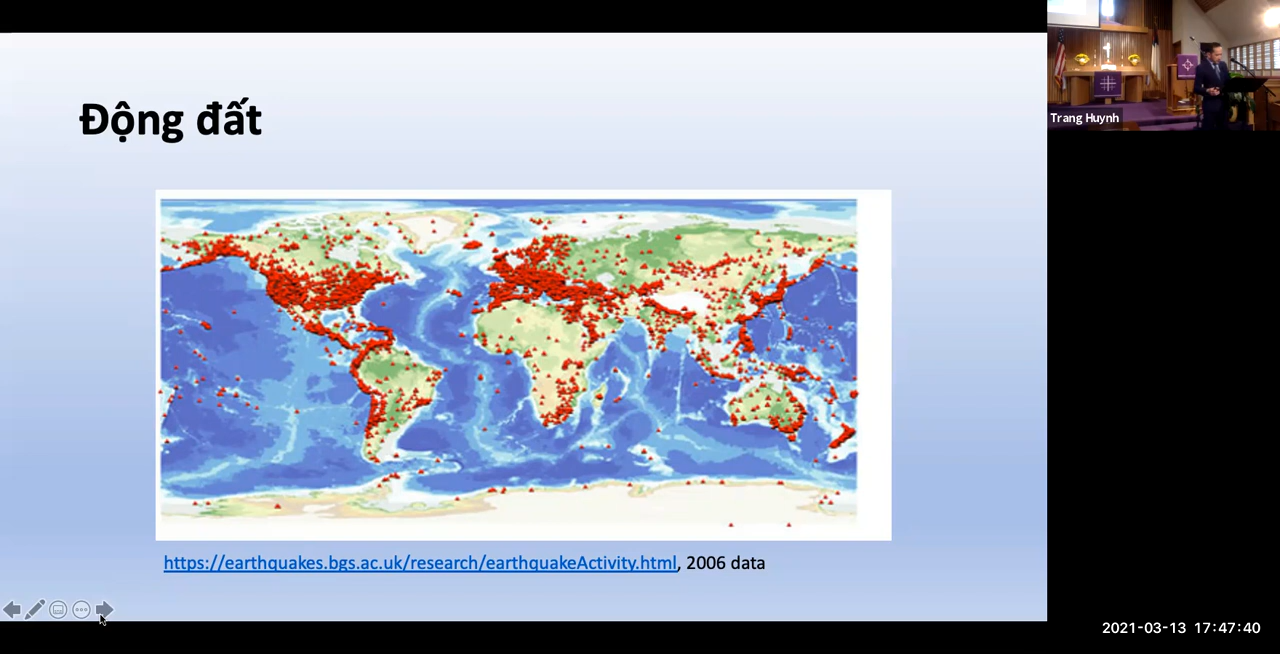 Động đất
https://earthquakes.bgs.ac.uk/research/earthquakeActivity.html, 2006 data
Trang Huynh
2021-03-13 17:47:40